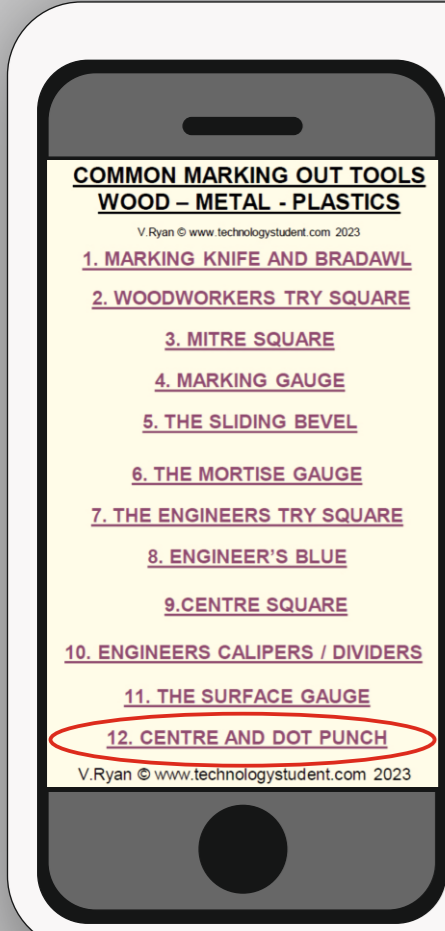 COMMON MARKING OUT TOOLS
WOOD – METAL - PLASTICS
V.Ryan © www.technologystudent.com 2023
1. MARKING KNIFE AND BRADAWL
2. WOODWORKERS TRY SQUARE
3. MITRE SQUARE
4. MARKING GAUGE
5. THE SLIDING BEVEL
6. THE MORTISE GAUGE
7. THE ENGINEERS TRY SQUARE
8. ENGINEER'S BLUE
9.CENTRE SQUARE
10. ENGINEERS CALIPERS / DIVIDERS
11. THE SURFACE GAUGE
12. CENTRE AND DOT PUNCH
V.Ryan © www.technologystudent.com 2023